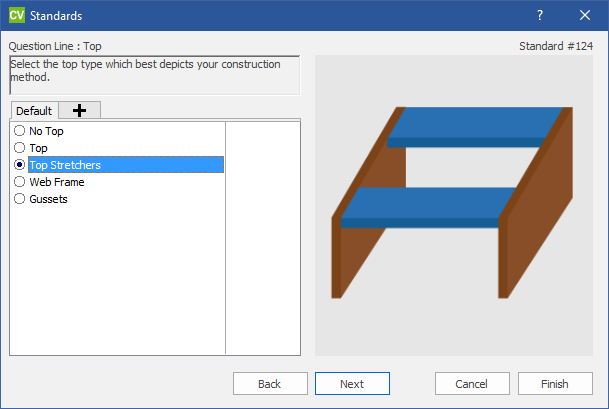 CV Standards ?
Question Line : Top Standard #124
Select the top type which best depicts your construction
method.
Default
No Top
Top
Top Stretchers
Web Frame
Gussets
Back Next Cancel Finish